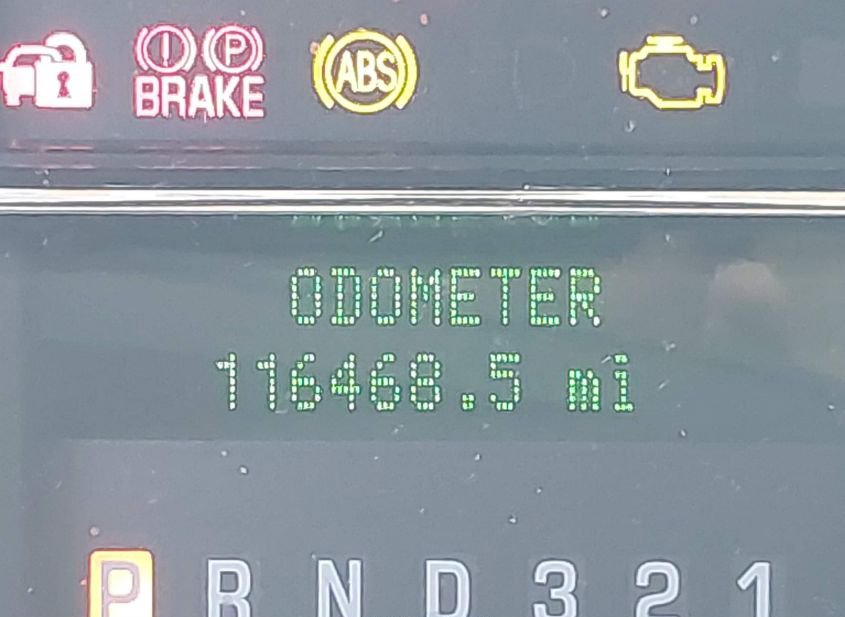 (!) (P)
BRAKE
ABS
ODOMETER
116468.5 mi
P R N D 3 2 1